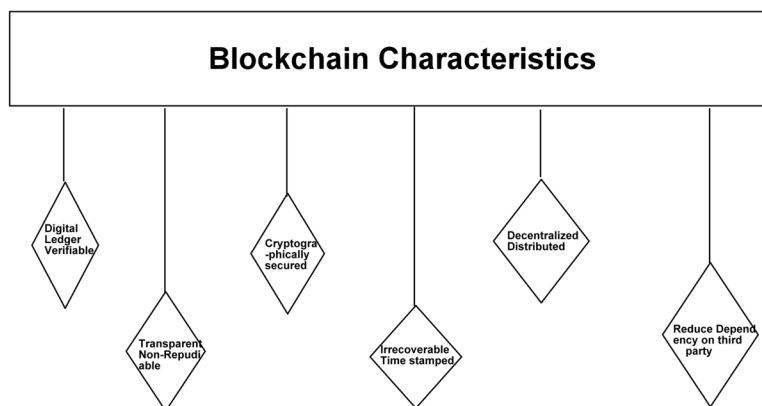 Blockchain Characteristics
Digital
Ledger
Verifiable
Transparent
Non-Repudi
able
Cryptogra
-phically
secured
Irrecoverable
Time stamped
Decentralized
Distributed
Reduce Depend
ency on third
party